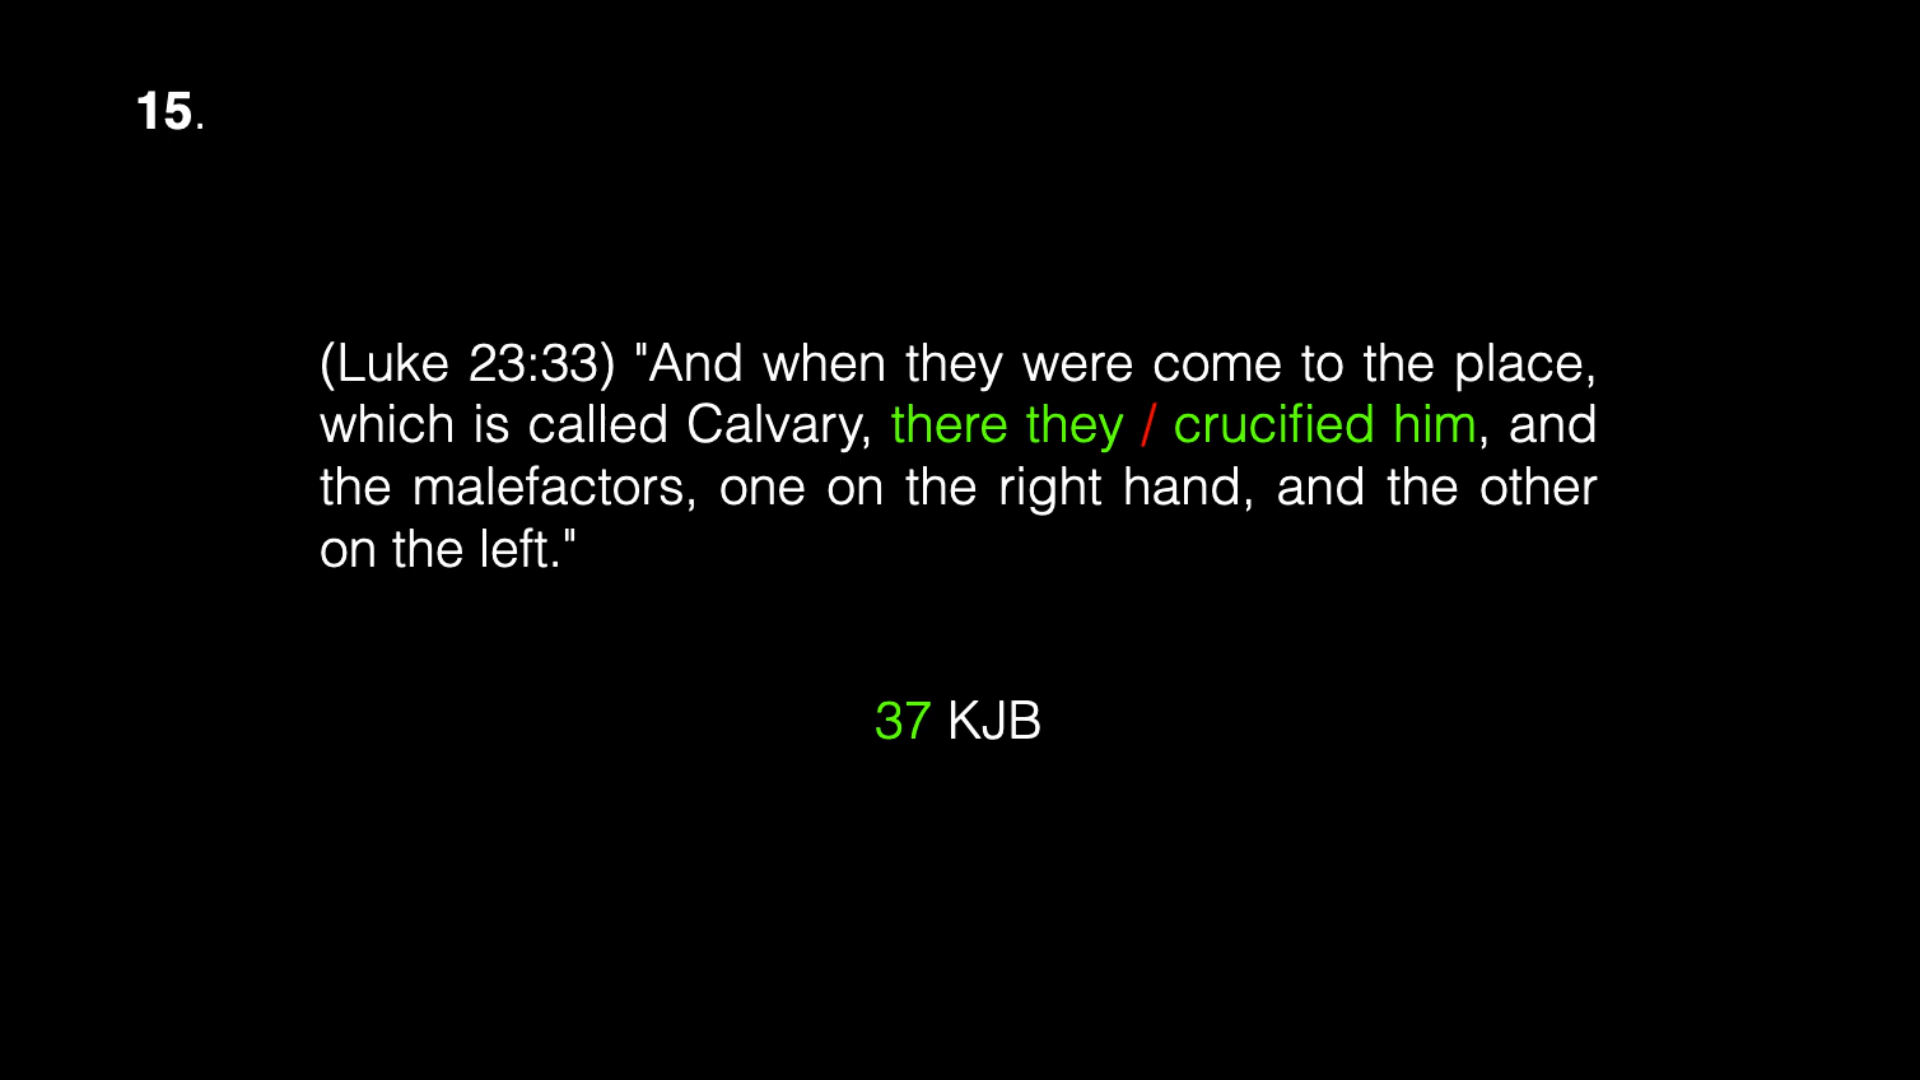 15.
(Luke 23:33) "And when they were come to the place,
which is called Calvary, there they / crucified him, and
the malefactors, one on the right hand, and the other
on the left."
37 KJB